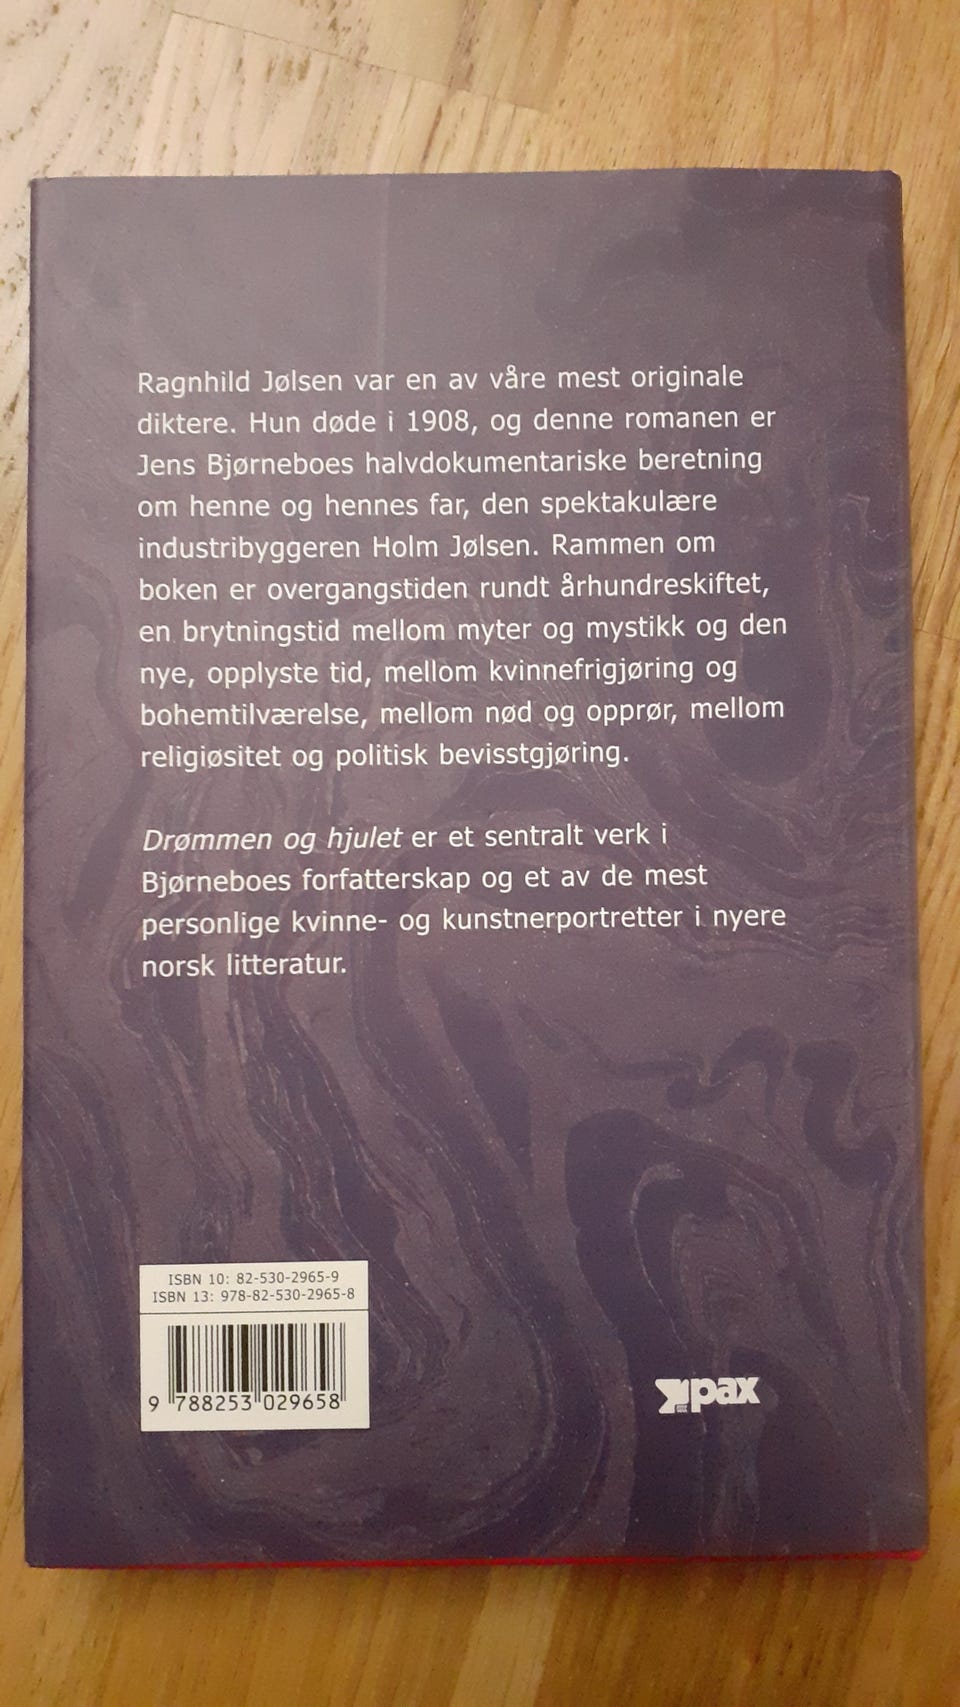 Ragnhild Jølsen var en av våre mest originale
diktere. Hun døde i 1908, og denne romanen er
Jens Bjørneboes halvdokumentariske beretning
om henne og hennes far, den spektakulære
industribyggeren Holm Jølsen. Rammen om
boken er overgangstiden rundt århundreskiftet,
en brytningstid mellom myter og mystikk og den
nye, opplyste tid, mellom kvinnefrigjøring og
bohemtilværelse, mellom nød og opprør, mellom
religiøsitet og politisk bevisstgjøring.
Drømmen og hjulet er et sentralt verk i
Bjørneboes forfatterskap og et av de mest
personlige kvinne- og kunstnerportretter i nyere
norsk litteratur.
ISBN 10: 82-530-2965-9
ISBN 13: 978-82-530-2965-8
9 788253 029658
pax